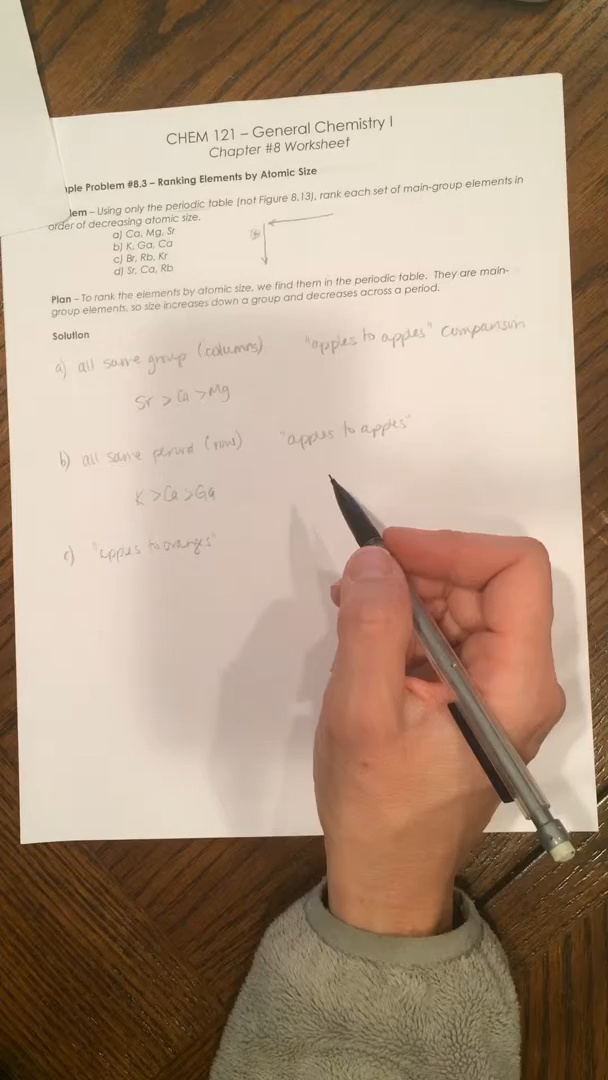 CHEM 121 – General Chemistry I
Chapter #8 Worksheet
Problem #8.3 – Ranking Elements by Atomic Size
– Using only the periodic table (not Figure 8.13), rank each set of main-group elements in
order of decreasing atomic size.
a) Ca, Mg, Sr
b) K, Ga, Ca
c) Br, Rb, Kr
d) Sr, Ca, Rb
Plan – To rank the elements by atomic size, we find them in the periodic table. They are main-
group elements, so size increases down a group and decreases across a period.
Solution
a) all same group (columns) "apples to apples" comparison
Sr > Ca > Mg
b) all same period (row) "apples to apples"
K > Ca > Ga
c) "apples to oranges"